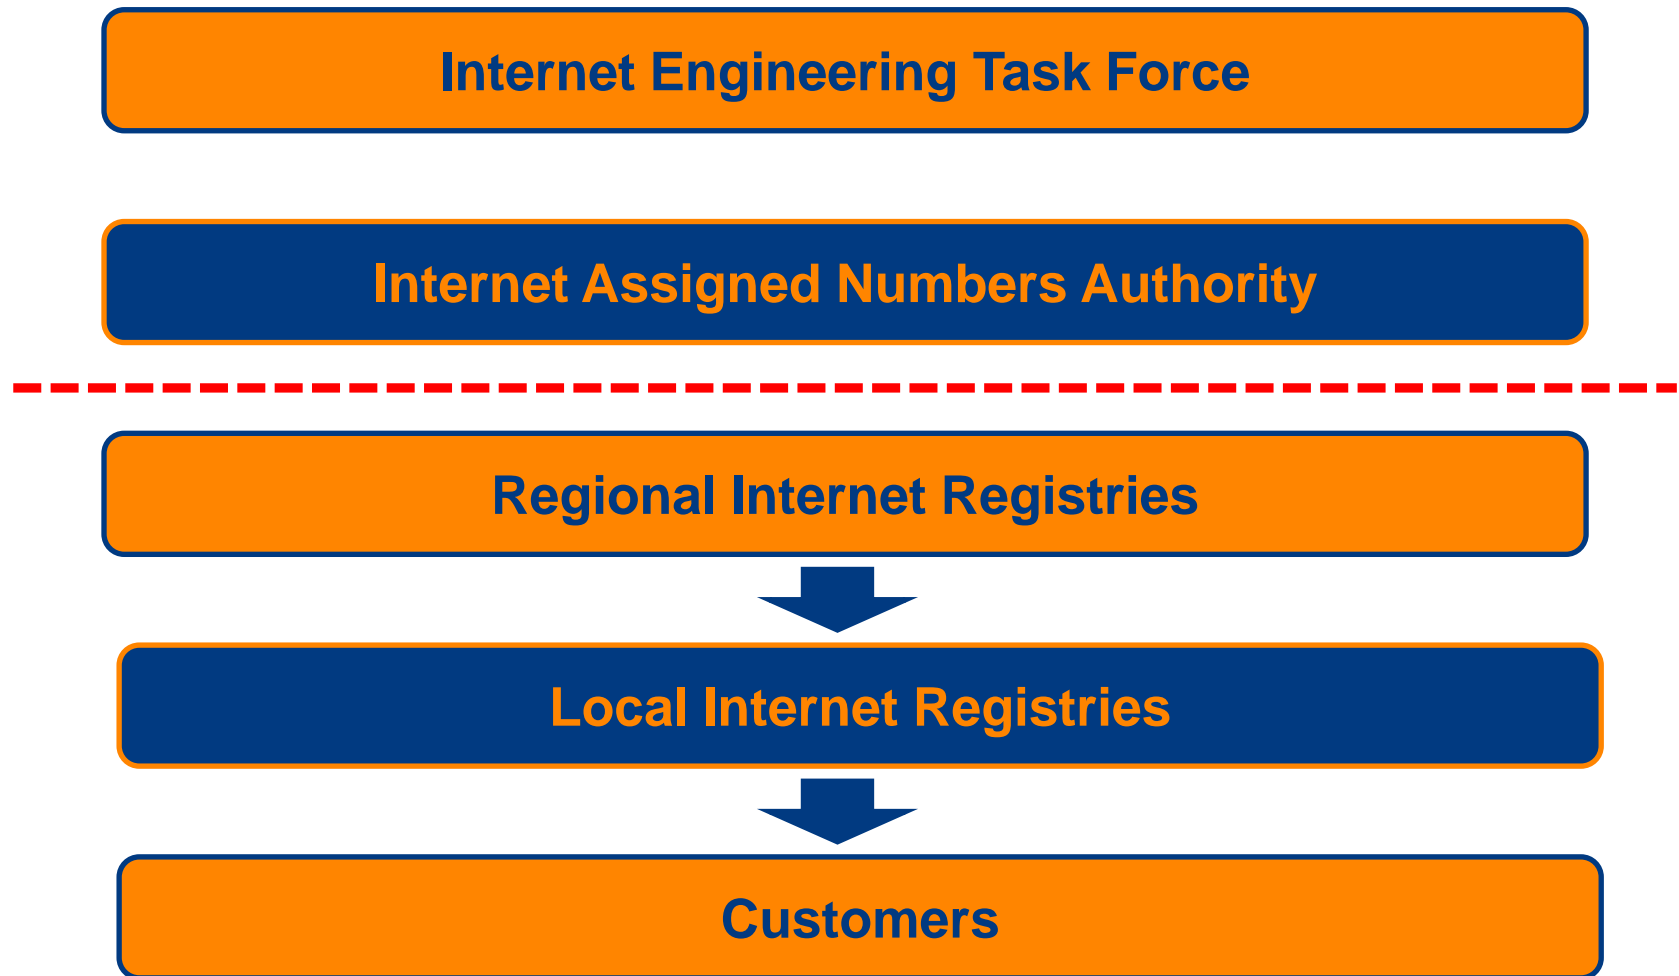 Internet Engineering Task Force
Internet Assigned Numbers Authority
Regional Internet Registries
Local Internet Registries
Customers